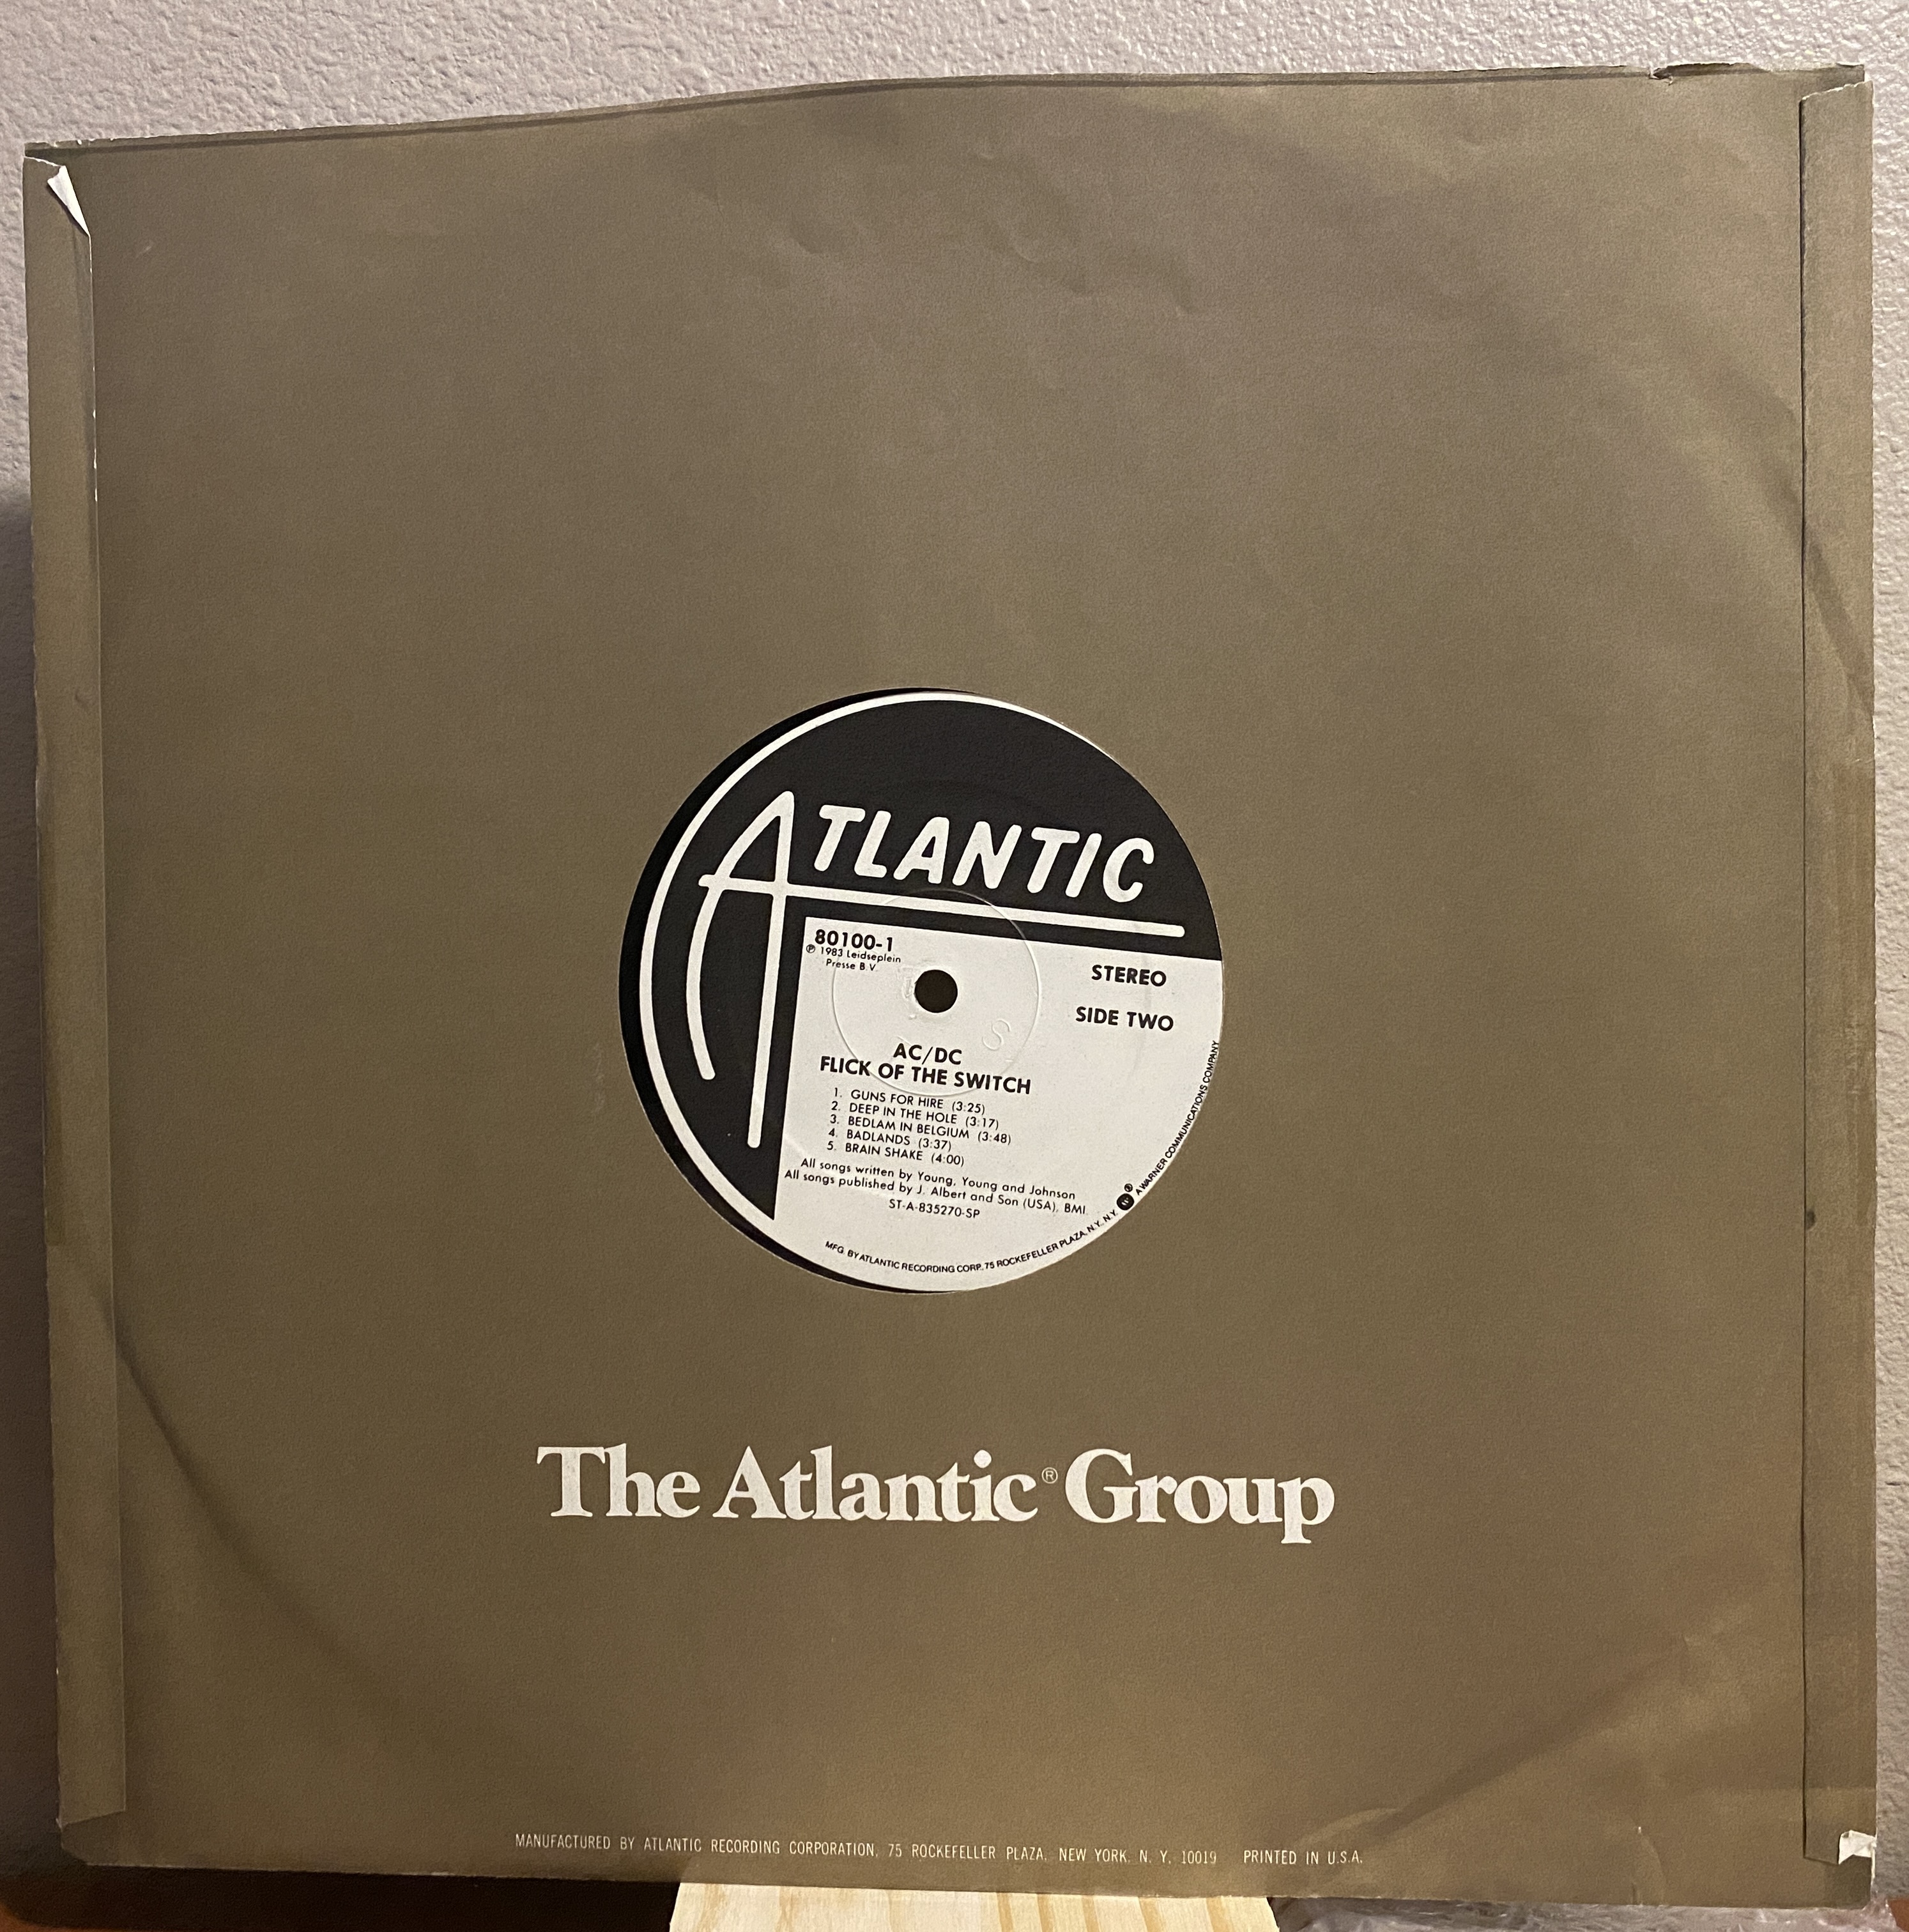 ATLANTIC
80100-1
℗ 1983 Leidseplein
Presse B.V.
STEREO
SIDE TWO
S
AC/DC
FLICK OF THE SWITCH
1. GUNS FOR HIRE (3:25)
2. DEEP IN THE HOLE (3:17)
3. BEDLAM IN BELGIUM (3:48)
4. BADLANDS (3:37)
5. BRAIN SHAKE (4:00)
All songs written by Young, Young and Johnson
All songs published by J. Albert and Son (USA), BMI.
ST-A-835270-SP
MFG. BY ATLANTIC RECORDING CORP. 75 ROCKEFELLER PLAZA, N.Y. N.Y. ® A WARNER COMMUNICATIONS COMPANY
The Atlantic® Group
MANUFACTURED BY ATLANTIC RECORDING CORPORATION, 75 ROCKEFELLER PLAZA, NEW YORK, N. Y. 10019 PRINTED IN U.S.A.